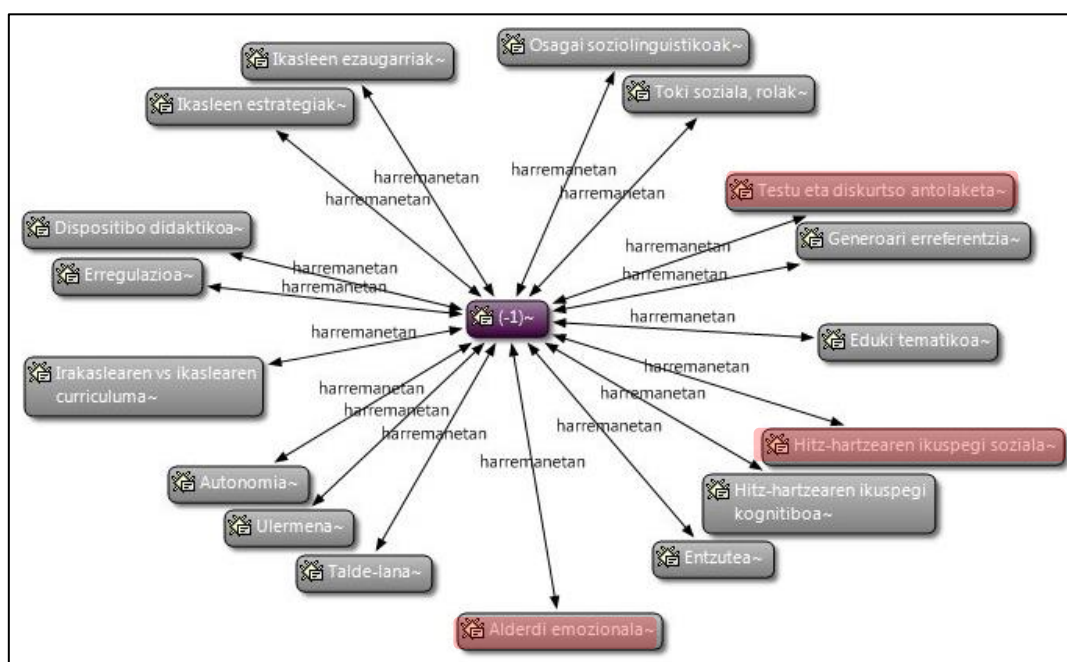 Osagai soziolinguistikoak~
Ikasleen ezaugarriak~
Toki soziala, rolak~
Ikasleen estrategiak~
harremanetan
harremanetan
harremanetan
harremanetan
Testu eta diskurtso antolaketa~
Dispositibo didaktikoa~
Generoari erreferentzia~
harremanetan
harremanetan
Erregulazioa~
harremanetan
harremanetan
(-1)~
harremanetan
harremanetan
Eduki tematikoa~
Irakaslearen vs ikaslearen
curriculuma~
harremanetan
harremanetan
harremanetan
harremanetan
harremanetan
harremanetan
Hitz-hartzearen ikuspegi soziala~
harremanetan
Autonomia~
Hitz-hartzearen ikuspegi
kognitiboa~
Ulermena~
Entzutea~
Talde-lana~
Alderdi emozionala~